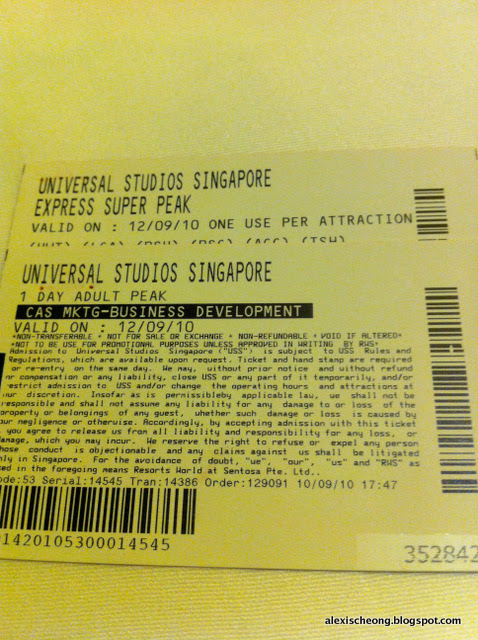 UNIVERSAL STUDIOS SINGAPORE
EXPRESS SUPER PEAK
VALID ON : 12/09/10 ONE USE PER ATTRACTION
UNIVERSAL STUDIOS SINGAPORE
1 DAY ADULT PEAK
CAS MKTG-BUSINESS DEVELOPMENT
VALID ON : 12/09/10
*NON-TRANSFERABLE * NOT FOR SALE OR EXCHANGE * NON-REFUNDABLE * VOID IF ALTERED*
*NOT TO BE USE FOR PROMOTIONAL PURPOSES UNLESS APPROVED IN WRITING BY RWS*
Admission to Universal Studios Singapore ("USS") is subject to USS Rules and
Regulations, which are available upon request. Ticket and hand stamp are required
or re-entry on the same day. We may, without prior notice and without refund
or compensation or any liability, close USS or any part of it temporarily, and/or
estrict admission to USS and/or change the operating hours and attractions at
our discretion. Insofar as is permissibleby applicable law, we shall not be
responsible and shall not assume any liability for any damage to or loss of the
property or belongings of any guest, whether such damage or loss is caused by
our negligence or otherwise. Accordingly, by accepting admission with this ticket
you agree to release us from all liability and responsibility for any loss, or
damage, which you may incur. We reserve the right to refuse or expel any person
hose conduct is objectionable and any claims against us shall be litigated
nly in Singapore. For the avoidance of doubt, "we", "our", "us" and "RWS" as
sed in the foregoing means Resorts World at Sentosa Pte. Ltd..
ode:53 Serial:14545 Tran:14386 Order:129091 10/09/10 17:47
01420105300014545
352842
alexischeong.blogspot.com